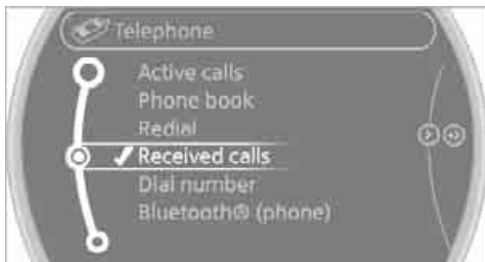 Telephone
Active calls
Phone book
Redial
Received calls
Dial number
Bluetooth® (phone)